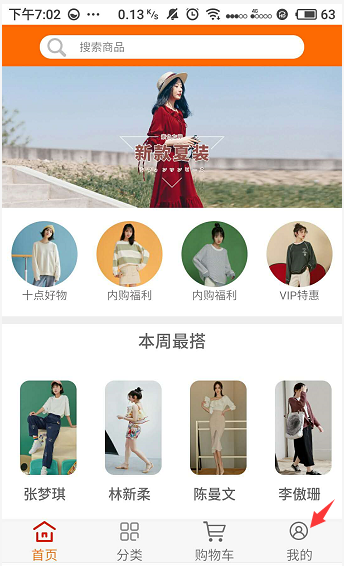 下午7:02 ... 0.13 K/s 4G 63
搜索商品
新款夏装
十点好物 内购福利 内购福利 VIP特惠
本周最搭
张梦琪 林新柔 陈曼文 李傲珊
首页 分类 购物车 我的